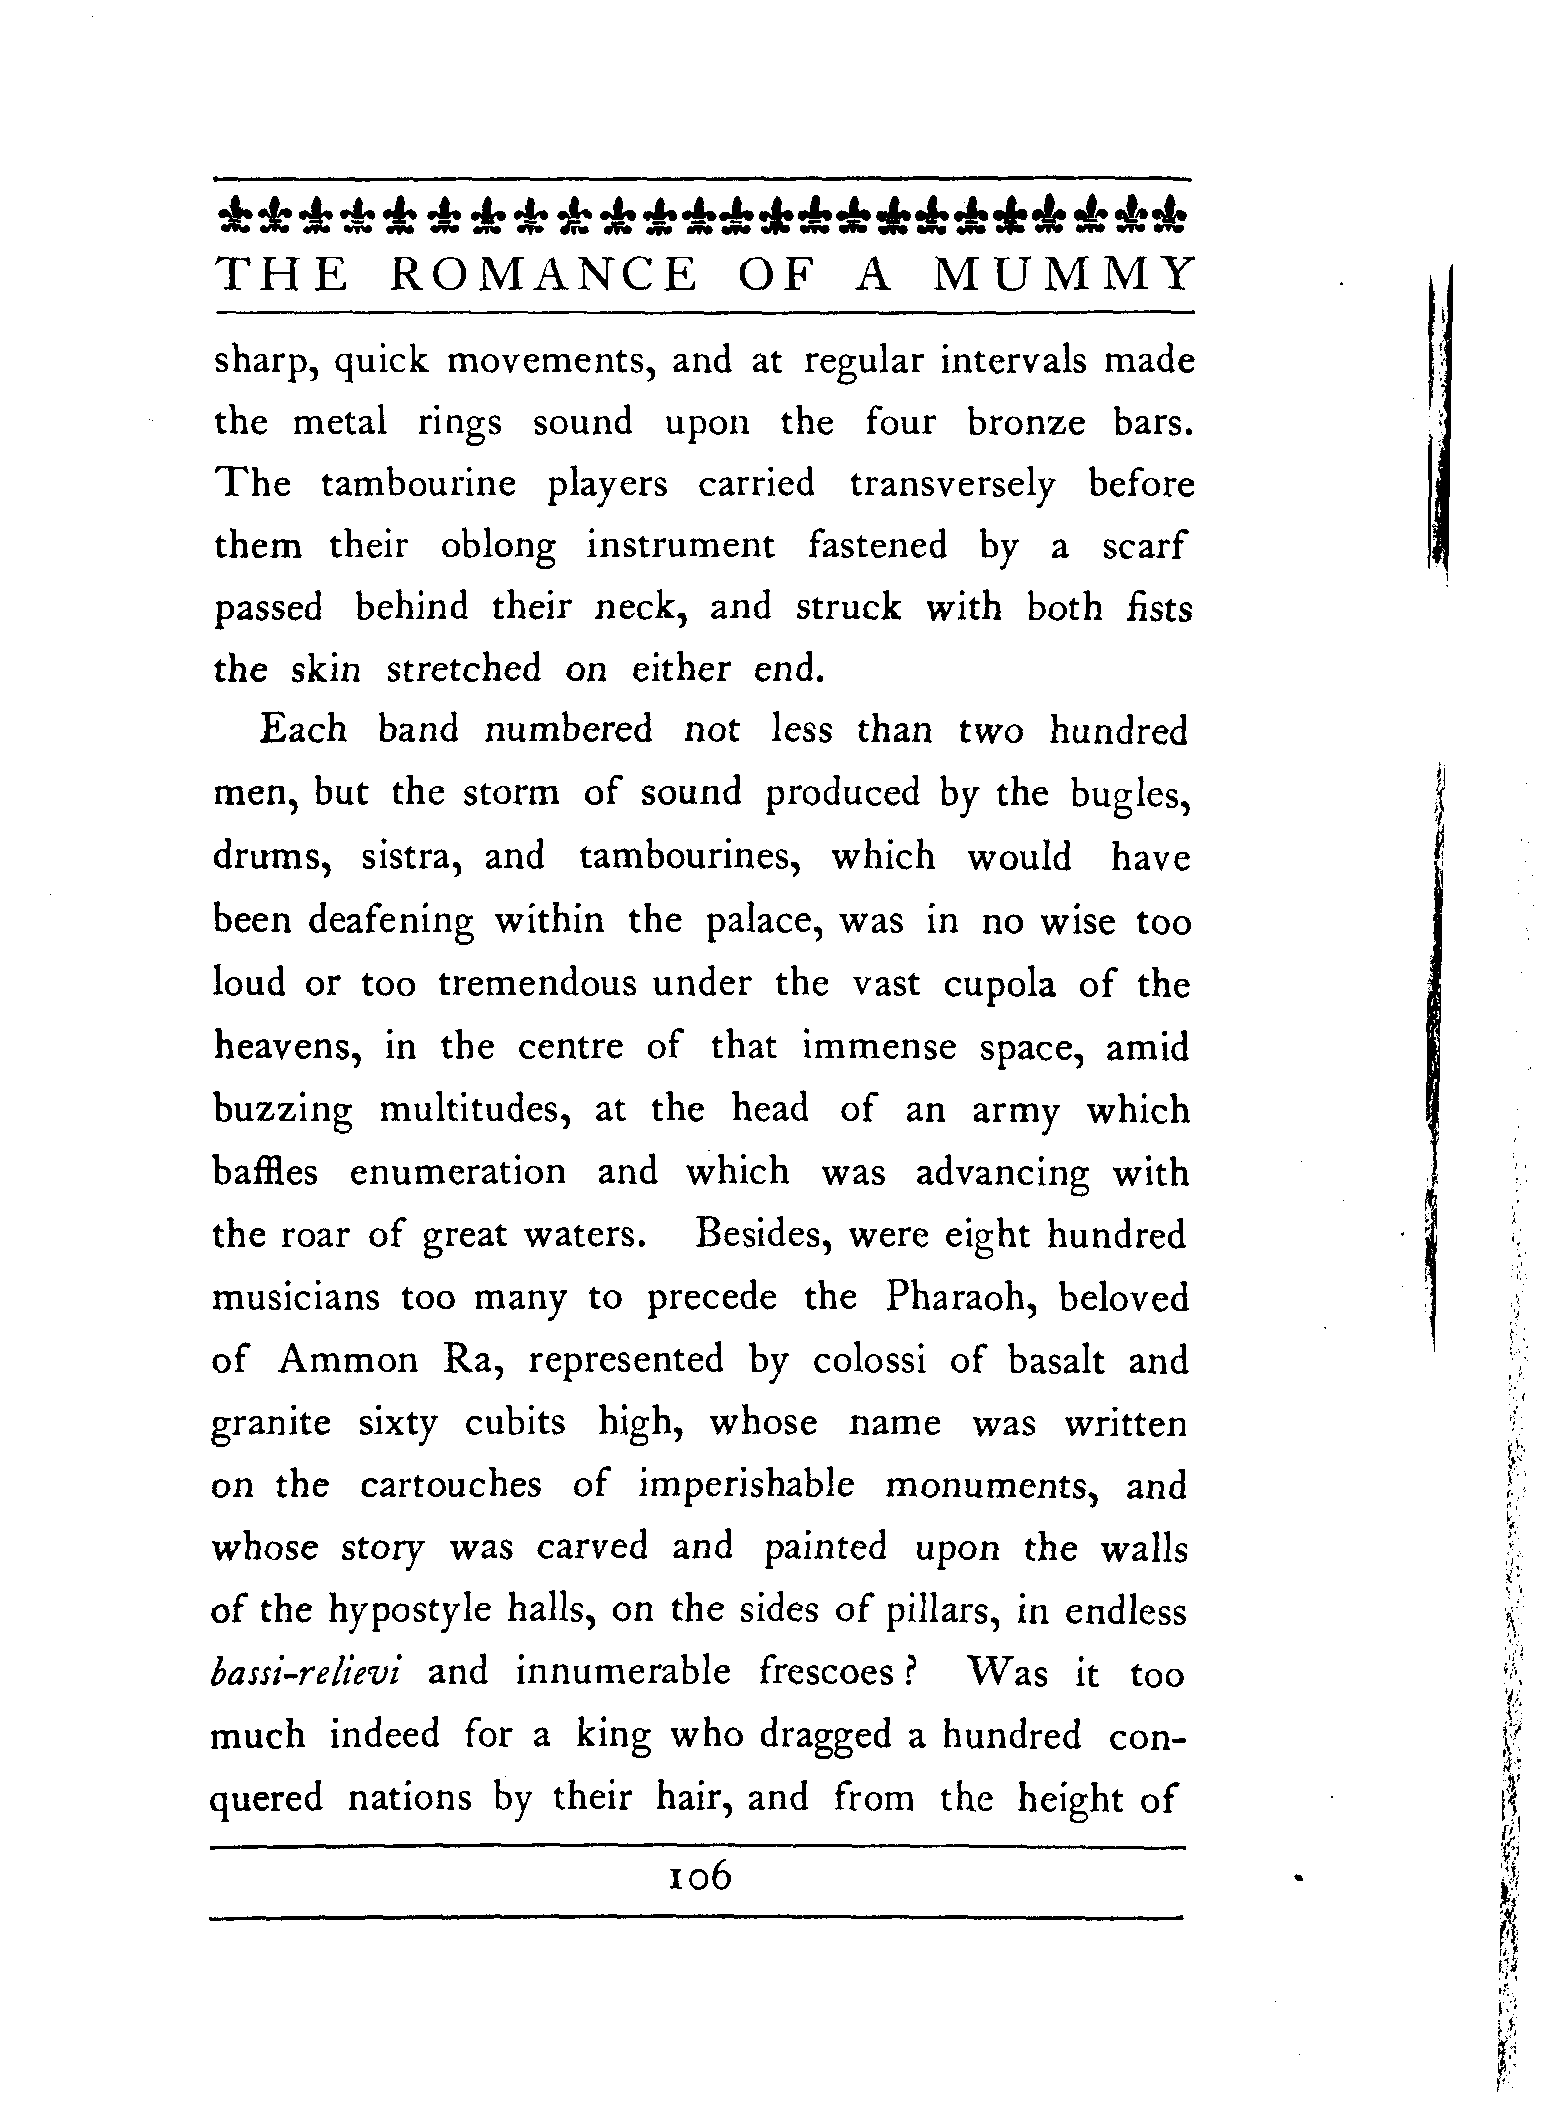 THE ROMANCE OF A MUMMY
sharp, quick movements, and at regular intervals made
the metal rings sound upon the four bronze bars.
The tambourine players carried transversely before
them their oblong instrument fastened by a scarf
passed behind their neck, and struck with both fists
the skin stretched on either end.
Each band numbered not less than two hundred
men, but the storm of sound produced by the bugles,
drums, sistra, and tambourines, which would have
been deafening within the palace, was in no wise too
loud or too tremendous under the vast cupola of the
heavens, in the centre of that immense space, amid
buzzing multitudes, at the head of an army which
baffles enumeration and which was advancing with
the roar of great waters. Besides, were eight hundred
musicians too many to precede the Pharaoh, beloved
of Ammon Ra, represented by colossi of basalt and
granite sixty cubits high, whose name was written
on the cartouches of imperishable monuments, and
whose story was carved and painted upon the walls
of the hypostyle halls, on the sides of pillars, in endless
bassi-relievi and innumerable frescoes? Was it too
much indeed for a king who dragged a hundred con-
quered nations by their hair, and from the height of
106